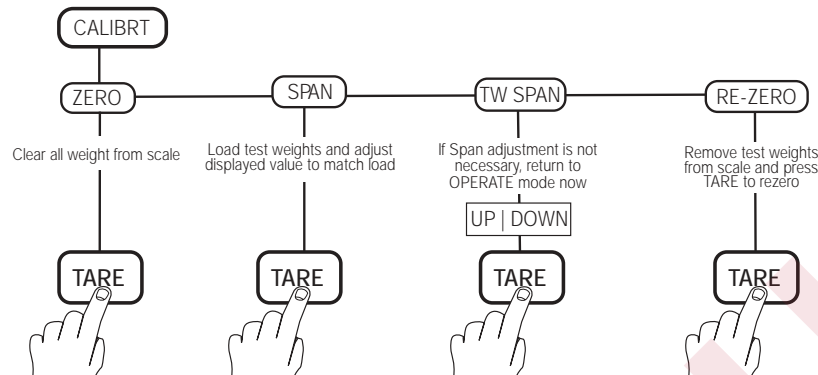 CALIBRT
ZERO
SPAN
TW SPAN
RE-ZERO
Clear all weight from scale
Load test weights and adjust
displayed value to match load
If Span adjustment is not
necessary, return to
OPERATE mode now
Remove test weights
from scale and press
TARE to rezero
UP | DOWN
TARE
TARE
TARE
TARE